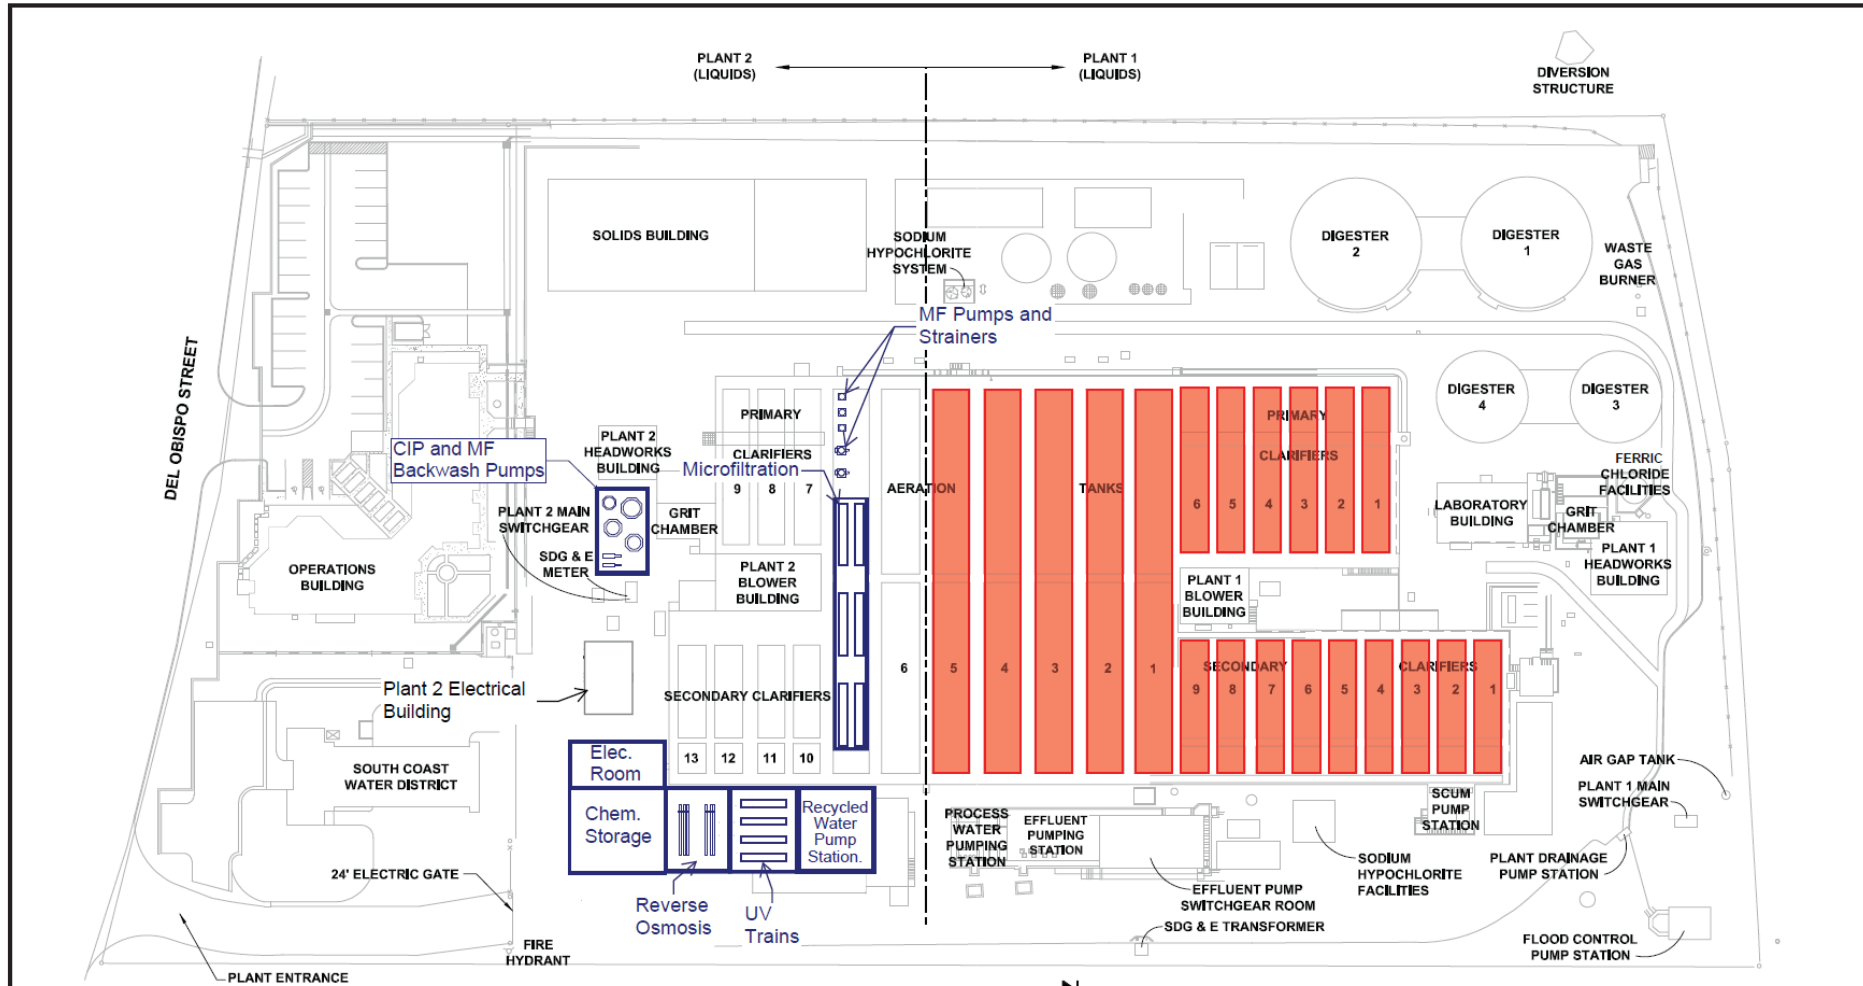 PLANT 2
(LIQUIDS)
PLANT 1
(LIQUIDS)
DIVERSION
STRUCTURE
SOLIDS BUILDING
SODIUM
HYPOCHLORITE
SYSTEM
DIGESTER
2
DIGESTER
1
WASTE
GAS
BURNER
MF Pumps and
Strainers
DEL OBISPO STREET
DIGESTER
4
DIGESTER
3
PRIMARY
CLARIFIERS
9
8
7
PLANT 2
HEADWORKS
BUILDING
CIP and MF
Backwash Pumps
Microfiltration
AERATION
TANKS
PRIMARY
CLARIFIERS
6
5
4
3
2
1
FERRIC
CHLORIDE
FACILITIES
LABORATORY
BUILDING
GRIT
CHAMBER
PLANT 1
HEADWORKS
BUILDING
PLANT 2 MAIN
SWITCHGEAR
GRIT
CHAMBER
SDG & E
METER
OPERATIONS
BUILDING
PLANT 2
BLOWER
BUILDING
PLANT 1
BLOWER
BUILDING
6
5
4
3
2
1
SECONDARY
CLARIFIERS
9
8
7
6
5
4
3
2
1
Plant 2 Electrical
Building
SECONDARY CLARIFIERS
13
12
11
10
Elec.
Room
SOUTH COAST
WATER DISTRICT
Chem.
Storage
Recycled
Water
Pump
Station.
PROCESS
WATER
PUMPING
STATION
EFFLUENT
PUMPING
STATION
SCUM
PUMP
STATION
AIR GAP TANK
PLANT 1 MAIN
SWITCHGEAR
24' ELECTRIC GATE
Reverse
Osmosis
UV
Trains
EFFLUENT PUMP
SWITCHGEAR ROOM
SODIUM
HYPOCHLORITE
FACILITIES
PLANT DRAINAGE
PUMP STATION
SDG & E TRANSFORMER
FIRE
HYDRANT
FLOOD CONTROL
PUMP STATION
PLANT ENTRANCE
N